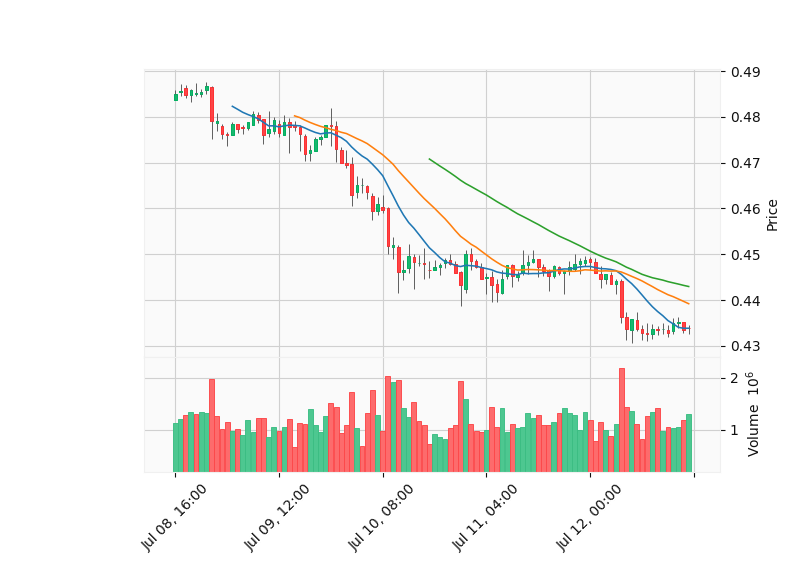 0.49
0.48
0.47
0.46
0.45
0.44
0.43
Price
2
1
Volume 10^6
Jul 08, 16:00
Jul 09, 12:00
Jul 10, 08:00
Jul 11, 04:00
Jul 12, 00:00